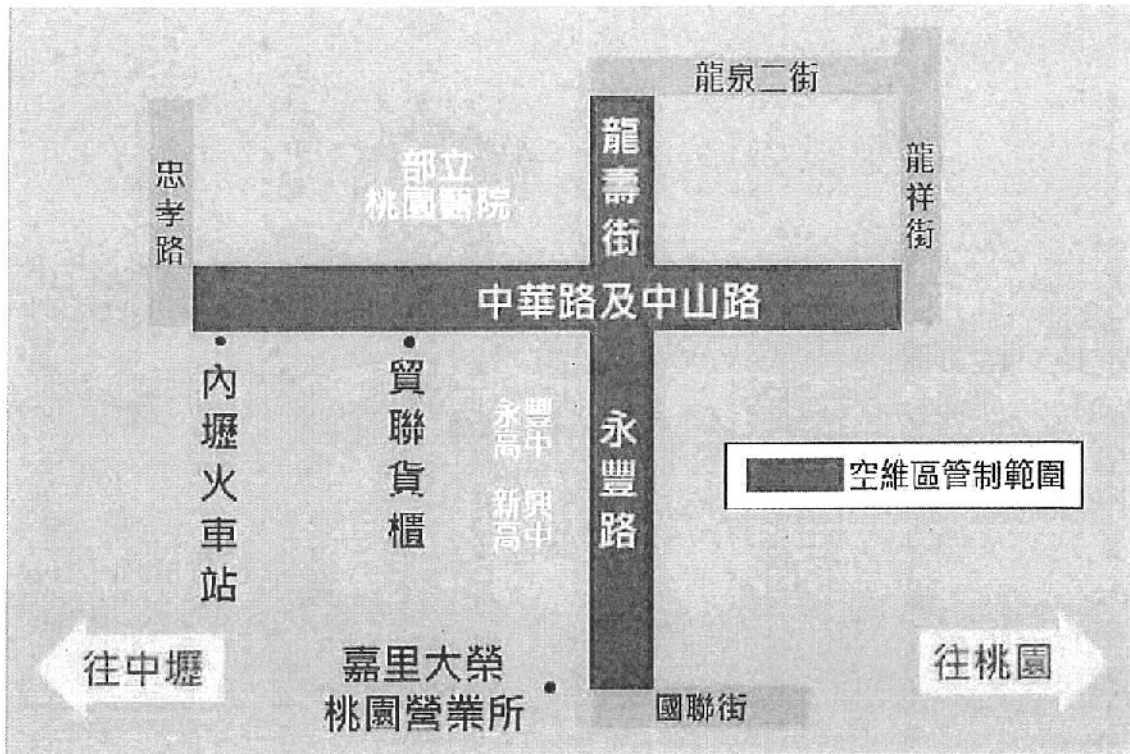 龍泉二街
龍壽街
龍祥街
忠孝路
部立
桃園醫院
中華路及中山路
內壢火車站
貿聯貨櫃
永豐
高中
新興
高中
永豐路
空維區管制範圍
往中壢
嘉里大榮
桃園營業所
國聯街
往桃園